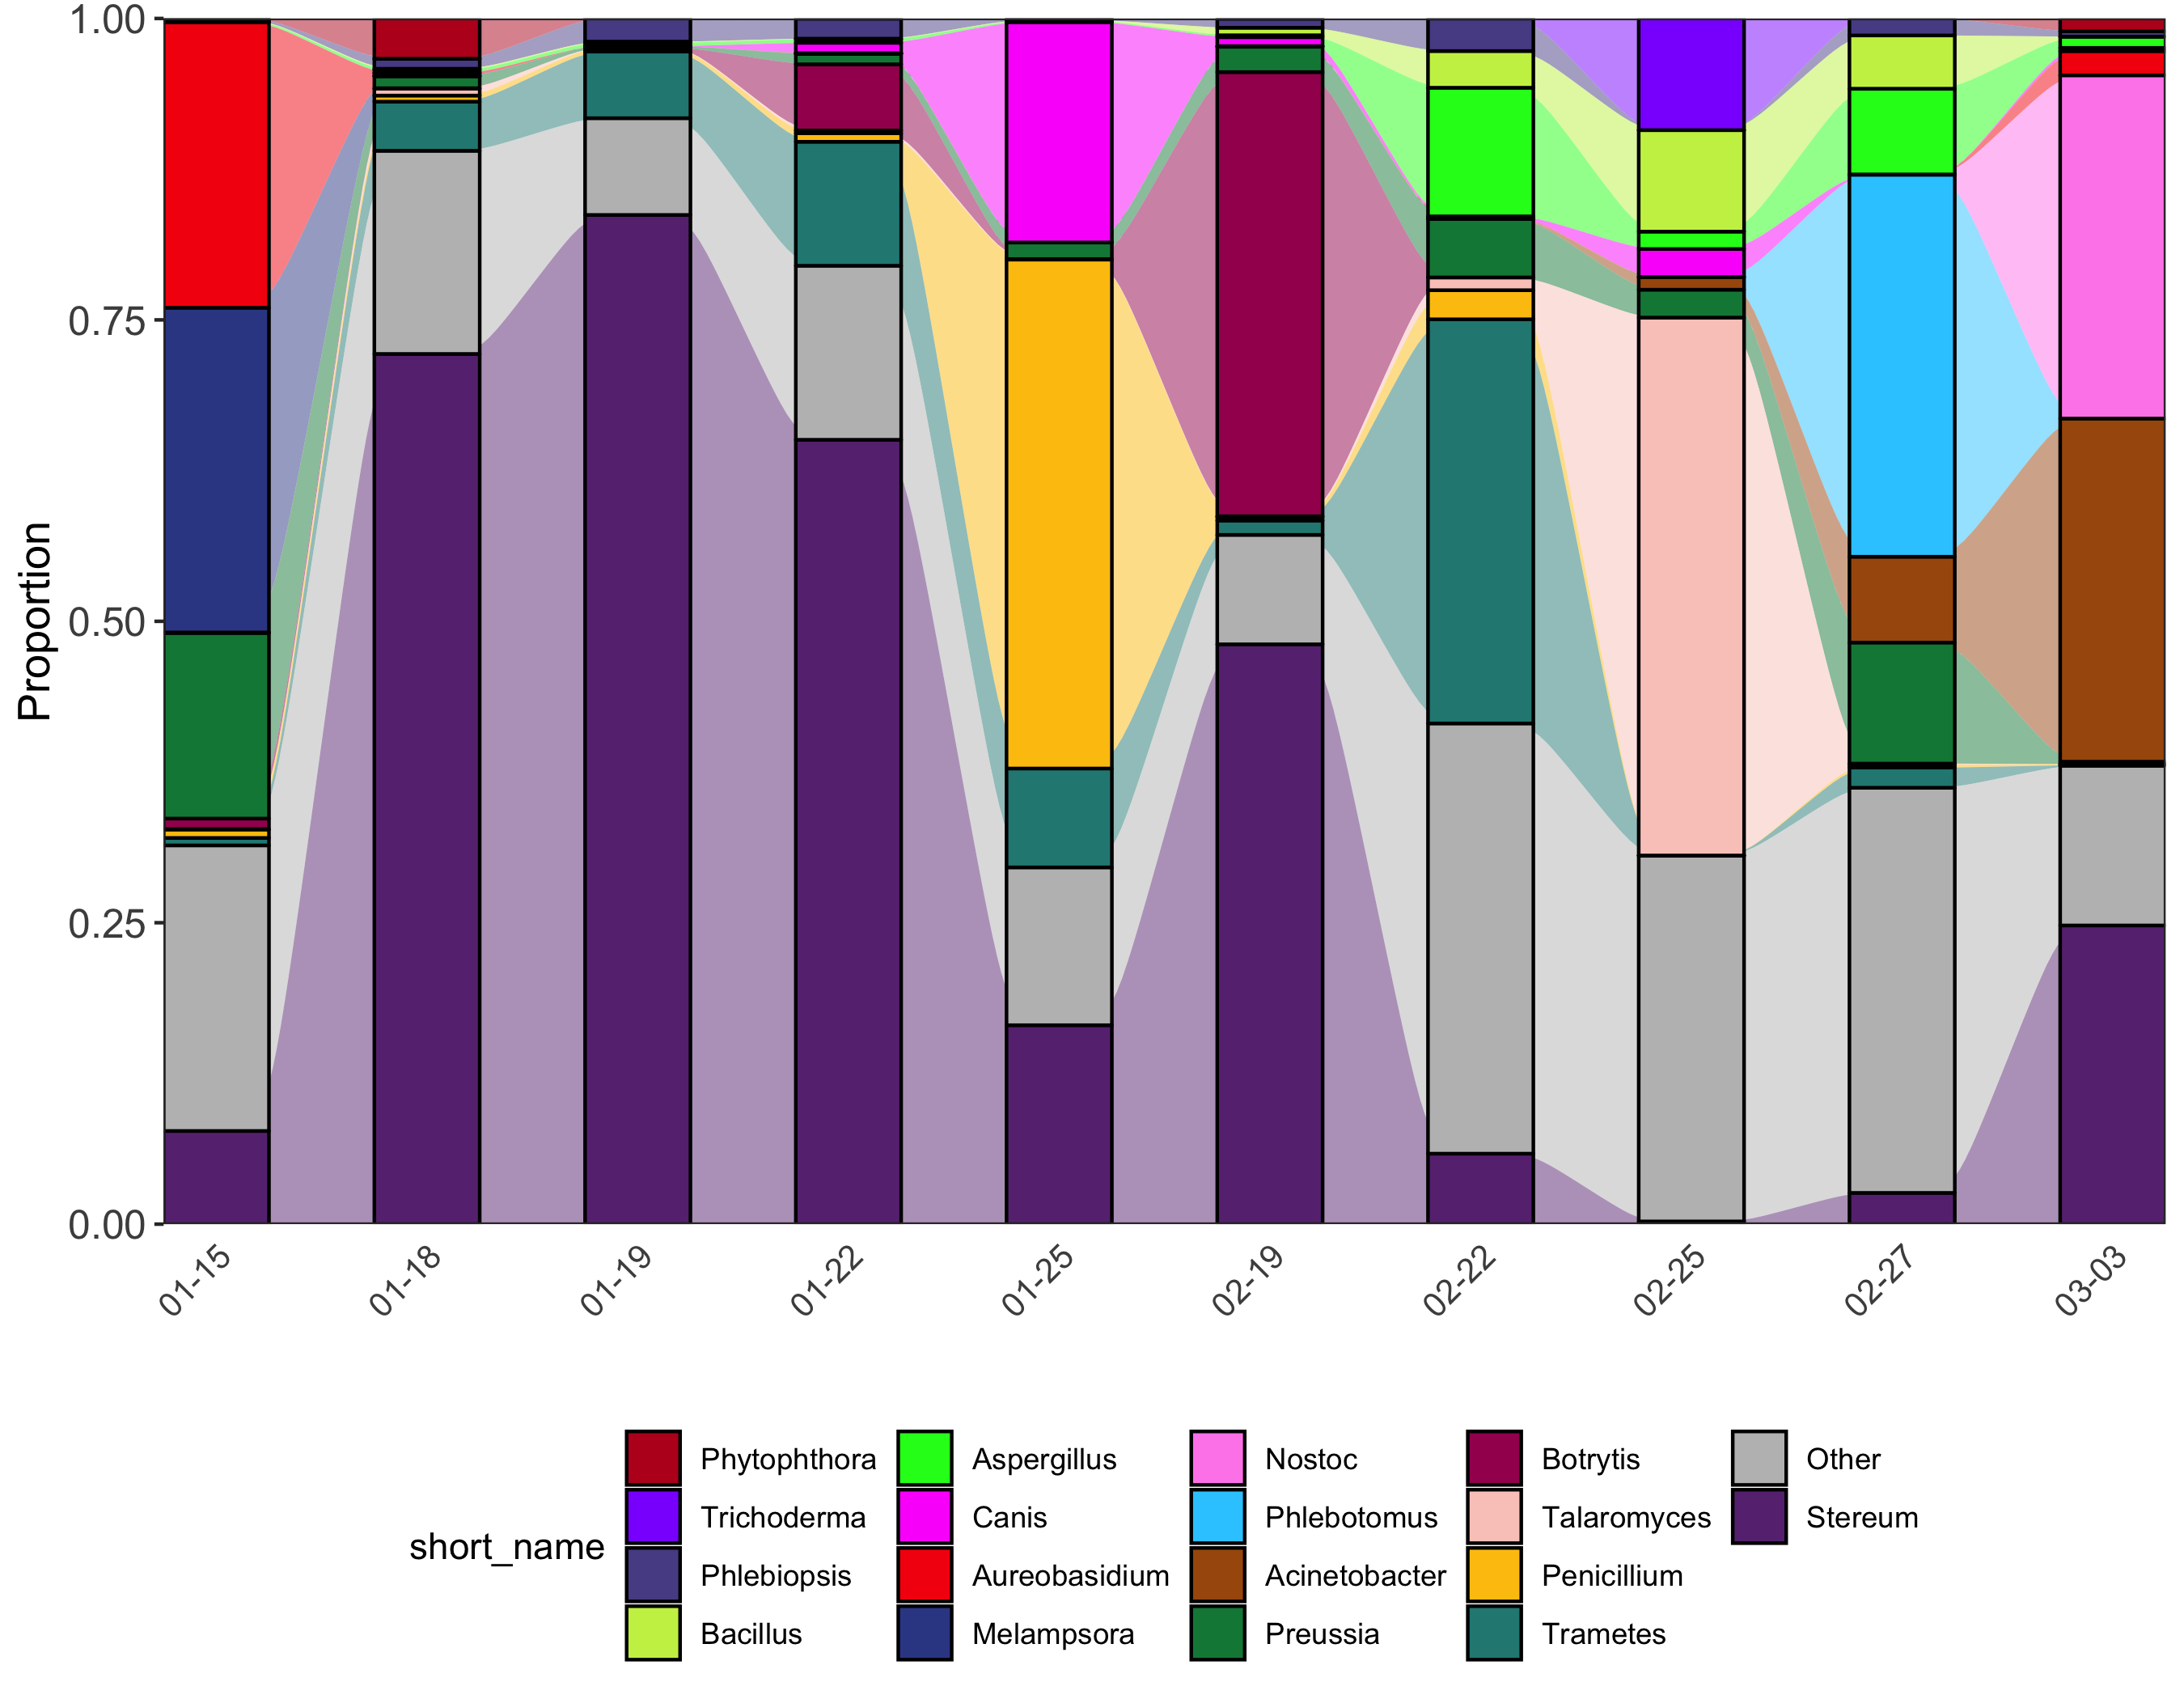 1.00
0.75
0.50
0.25
0.00
Proportion
01-15 01-18 01-19 01-22 01-25 02-19 02-22 02-25 02-27 03-03
short_name
Phytophthora Aspergillus Nostoc Botrytis Other
Trichoderma Canis Phlebotomus Talaromyces Stereum
Phlebiopsis Aureobasidium Acinetobacter Penicillium
Bacillus Melampsora Preussia Trametes